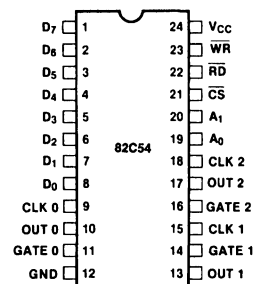 D7 1 24 VCC
D6 2 23 WR
D5 3 22 RD
D4 4 21 CS
D3 5 20 A1
D2 6 82C54 19 A0
D1 7 18 CLK 2
D0 8 17 OUT 2
CLK 0 9 16 GATE 2
OUT 0 10 15 CLK 1
GATE 0 11 14 GATE 1
GND 12 13 OUT 1